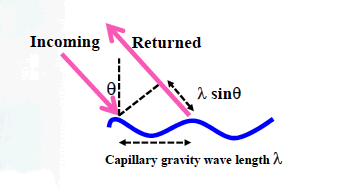 Incoming Returned
θ
λ sinθ
Capillary gravity wave length λ